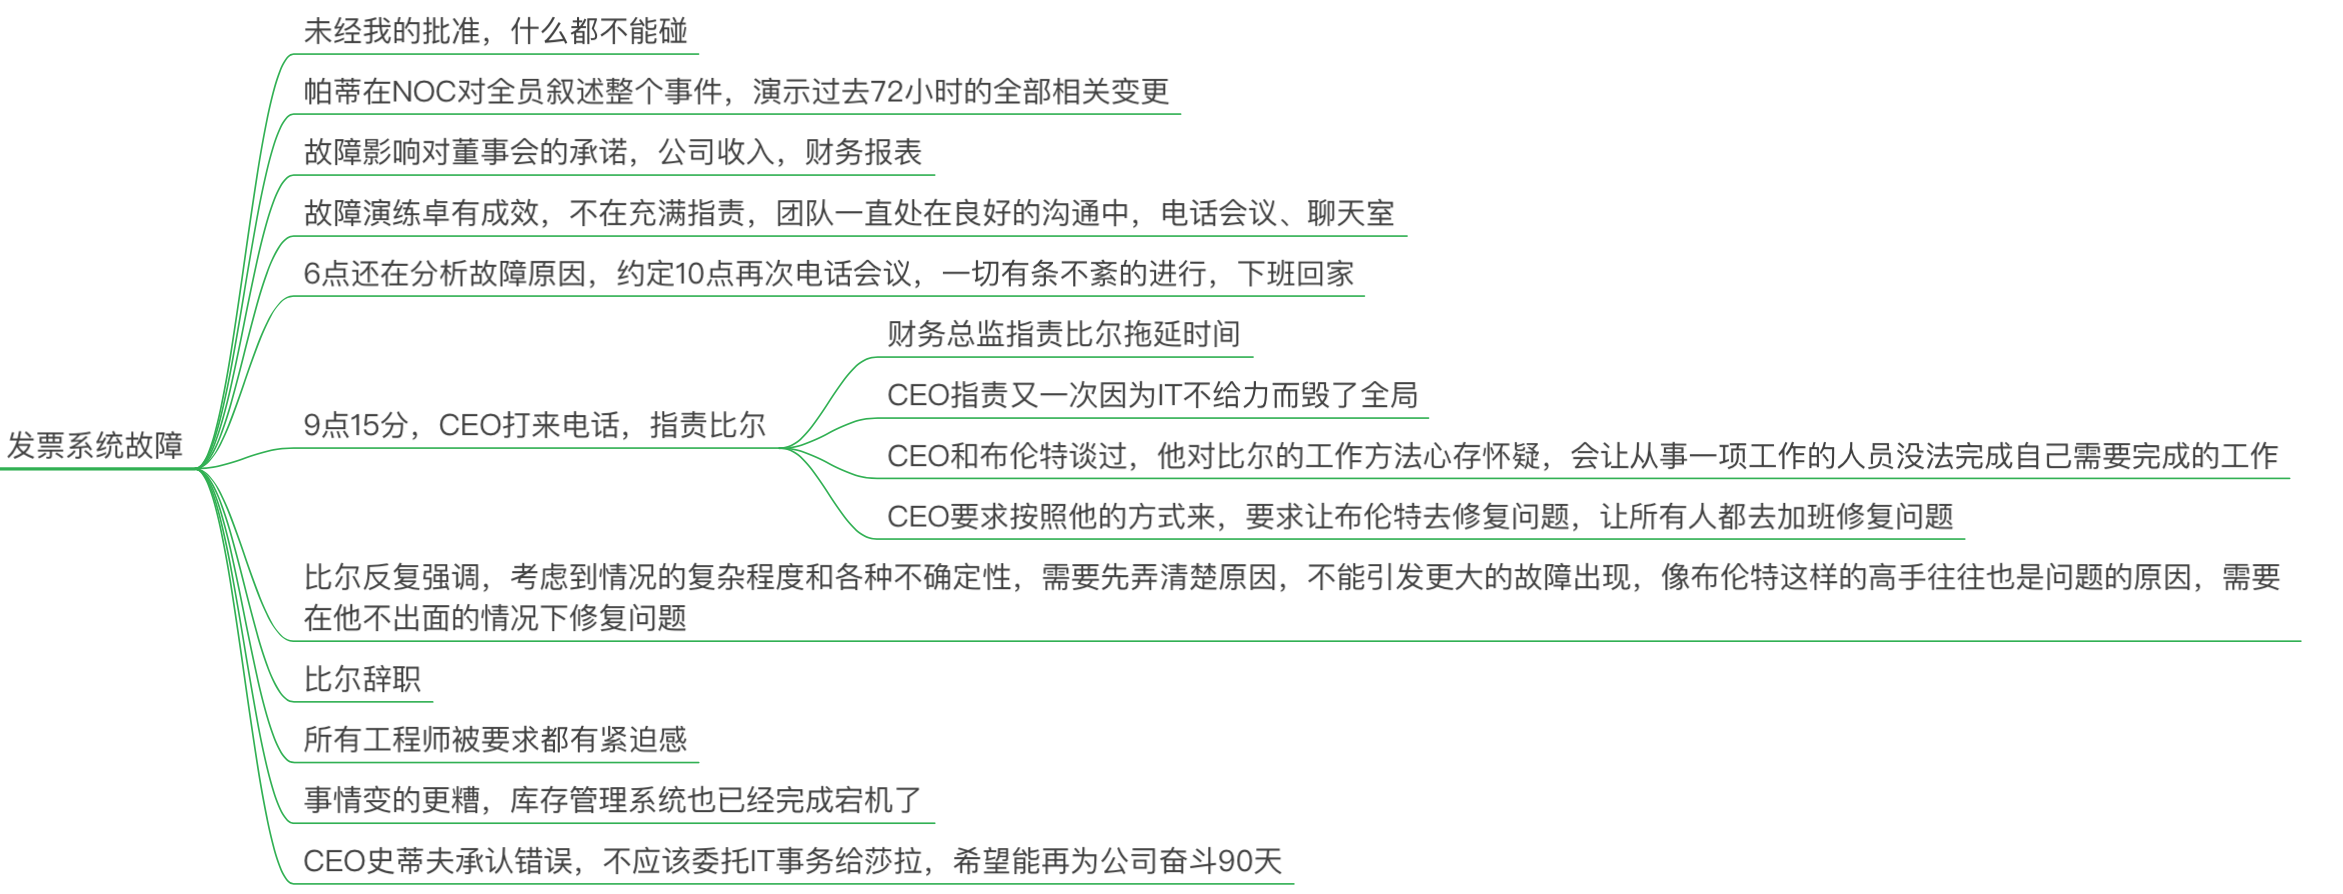 未经我的批准，什么都不能碰
帕蒂在NOC对全员叙述整个事件，演示过去72小时的全部相关变更
故障影响对董事会的承诺，公司收入，财务报表
故障演练卓有成效，不在充满指责，团队一直处在良好的沟通中，电话会议、聊天室
6点还在分析故障原因，约定10点再次电话会议，一切有条不紊的进行，下班回家
发票系统故障
9点15分，CEO打来电话，指责比尔
财务总监指责比尔拖延时间
CEO指责又一次因为IT不给力而毁了全局
CEO和布伦特谈过，他对比尔的工作方法心存怀疑，会让从事一项工作的人员没法完成自己需要完成的工作
CEO要求按照他的方式来，要求让布伦特去修复问题，让所有人都去加班修复问题
比尔反复强调，考虑到情况的复杂程度和各种不确定性，需要先弄清楚原因，不能引发更大的故障出现，像布伦特这样的高手往往也是问题的原因，需要
在他不出面的情况下修复问题
比尔辞职
所有工程师被要求都有紧迫感
事情变的更糟，库存管理系统也已经完成宕机了
CEO史蒂夫承认错误，不应该委托IT事务给莎拉，希望能再为公司奋斗90天